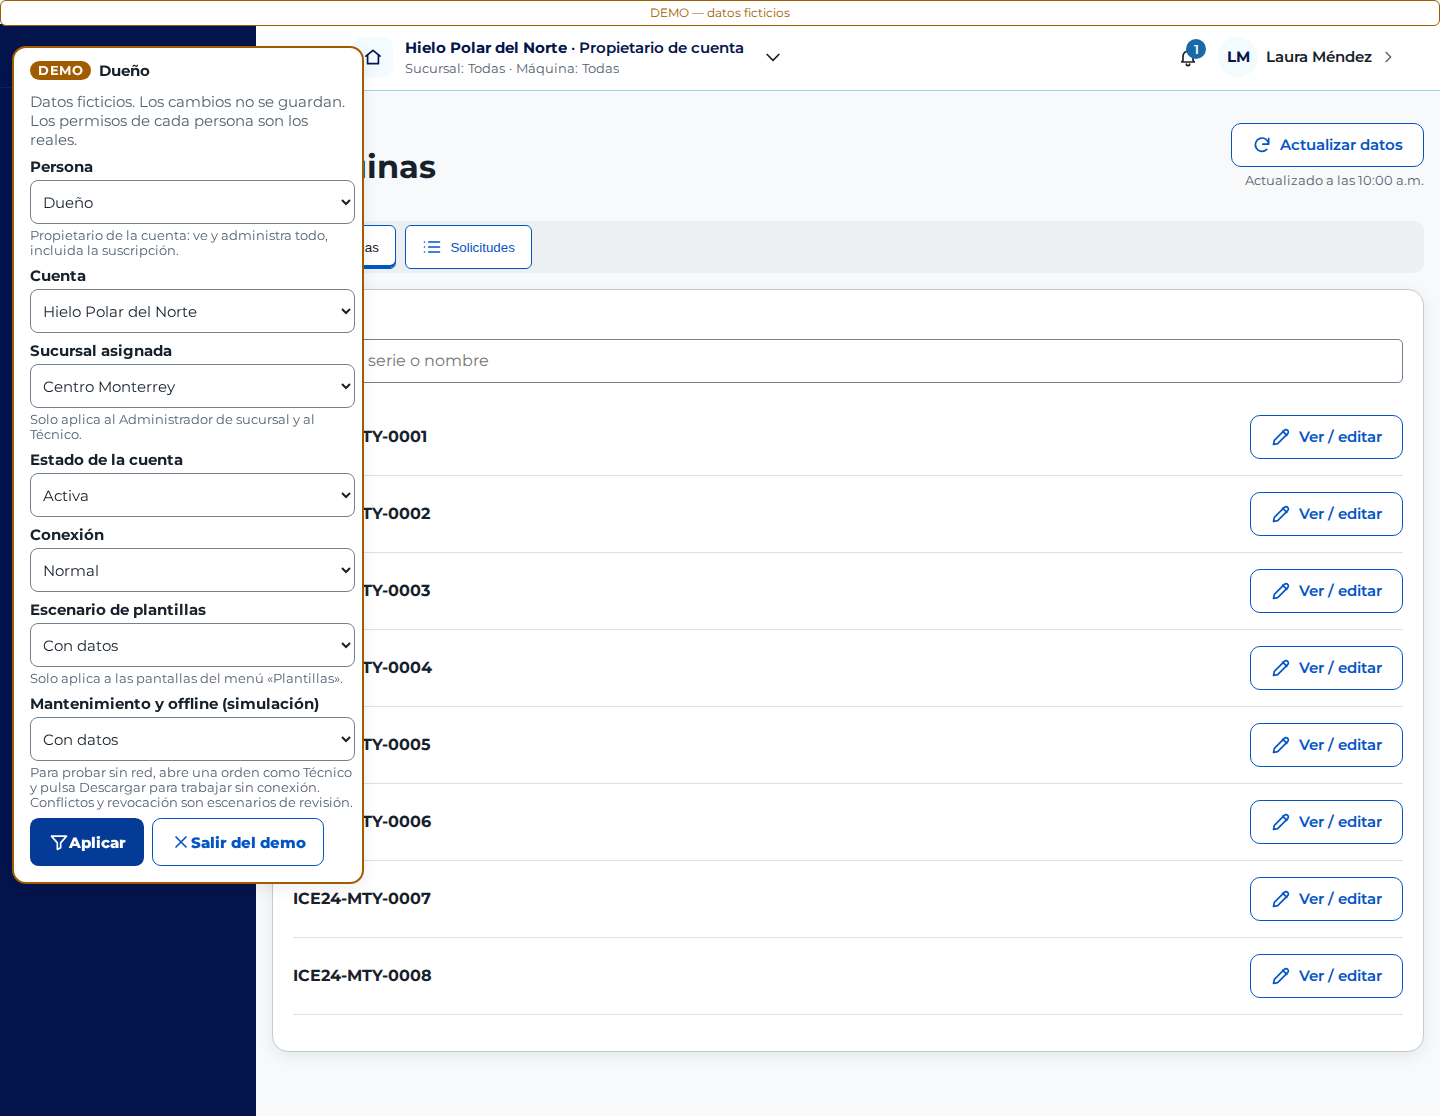 DEMO — datos ficticios
Hielo Polar del Norte · Propietario de cuenta
Sucursal: Todas · Máquina: Todas
1
LM
Laura Méndez
DEMO
Dueño
Datos ficticios. Los cambios no se guardan.
Los permisos de cada persona son los
reales.
Persona
Dueño
Propietario de la cuenta: ve y administra todo,
incluida la suscripción.
Cuenta
Hielo Polar del Norte
Sucursal asignada
Centro Monterrey
Solo aplica al Administrador de sucursal y al
Técnico.
Estado de la cuenta
Activa
Conexión
Normal
Escenario de plantillas
Con datos
Solo aplica a las pantallas del menú «Plantillas».
Mantenimiento y offline (simulación)
Con datos
Para probar sin red, abre una orden como Técnico
y pulsa Descargar para trabajar sin conexión.
Conflictos y revocación son escenarios de revisión.
Aplicar
Salir del demo
inas
Actualizar datos
Actualizado a las 10:00 a.m.
as
Solicitudes
serie o nombre
TY-0001
Ver / editar
TY-0002
Ver / editar
TY-0003
Ver / editar
TY-0004
Ver / editar
TY-0005
Ver / editar
TY-0006
Ver / editar
ICE24-MTY-0007
Ver / editar
ICE24-MTY-0008
Ver / editar